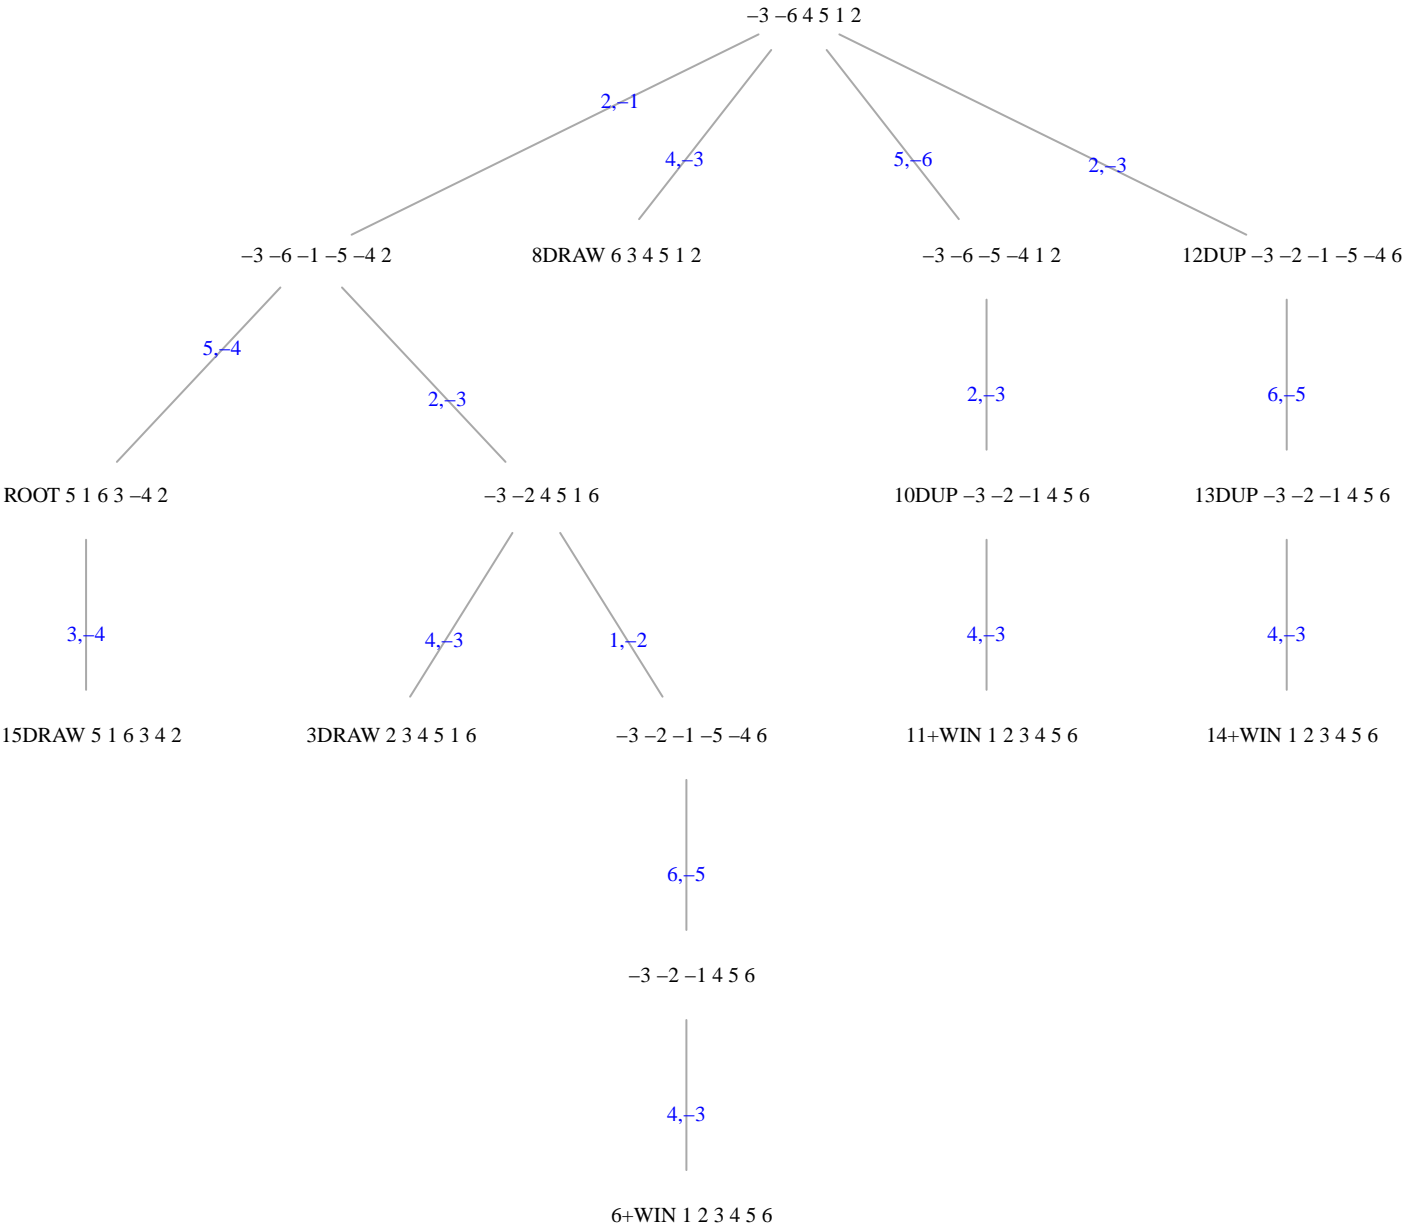 –3 –6 4 5 1 2
2,–1
4,–3
5,–6
2,–3
–3 –6 –1 –5 –4 2
8DRAW 6 3 4 5 1 2
–3 –6 –5 –4 1 2
12DUP –3 –2 –1 –5 –4 6
5,–4
2,–3
2,–3
6,–5
ROOT 5 1 6 3 –4 2
–3 –2 4 5 1 6
10DUP –3 –2 –1 4 5 6
13DUP –3 –2 –1 4 5 6
3,–4
4,–3
1,–2
4,–3
4,–3
15DRAW 5 1 6 3 4 2
3DRAW 2 3 4 5 1 6
–3 –2 –1 –5 –4 6
11+WIN 1 2 3 4 5 6
14+WIN 1 2 3 4 5 6
6,–5
–3 –2 –1 4 5 6
4,–3
6+WIN 1 2 3 4 5 6